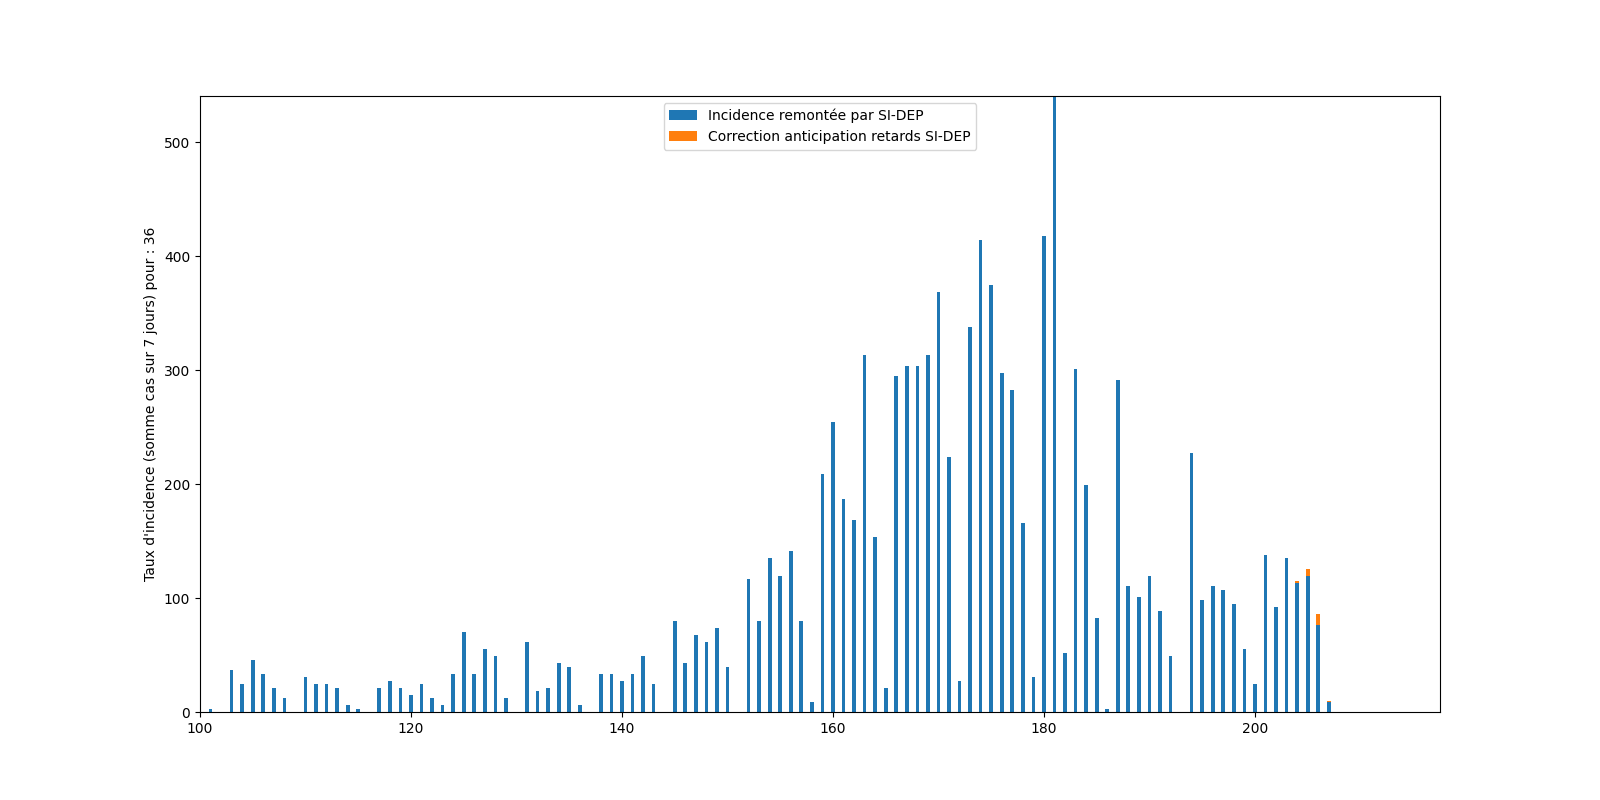 Incidence remontée par SI-DEP
Correction anticipation retards SI-DEP
Taux d'incidence (somme cas sur 7 jours) pour : 36
500
400
300
200
100
0
100 120 140 160 180 200